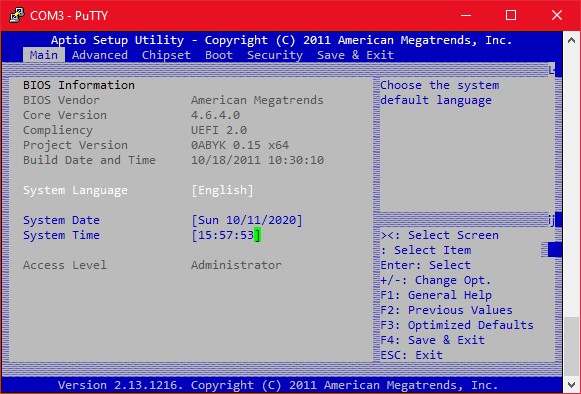 COM3 - PuTTY
Aptio Setup Utility - Copyright (C) 2011 American Megatrends, Inc.
Main Advanced Chipset Boot Security Save & Exit
BIOS Information
BIOS Vendor American Megatrends
Core Version 4.6.4.0
Compliency UEFI 2.0
Project Version 0ABYK 0.15 x64
Build Date and Time 10/18/2011 10:30:10
System Language [English]
System Date [Sun 10/11/2020]
System Time [15:57:53]
Access Level Administrator
Choose the system
default language
><: Select Screen
: Select Item
Enter: Select
+/-: Change Opt.
F1: General Help
F2: Previous Values
F3: Optimized Defaults
F4: Save & Exit
ESC: Exit
Version 2.13.1216. Copyright (C) 2011 American Megatrends, Inc.